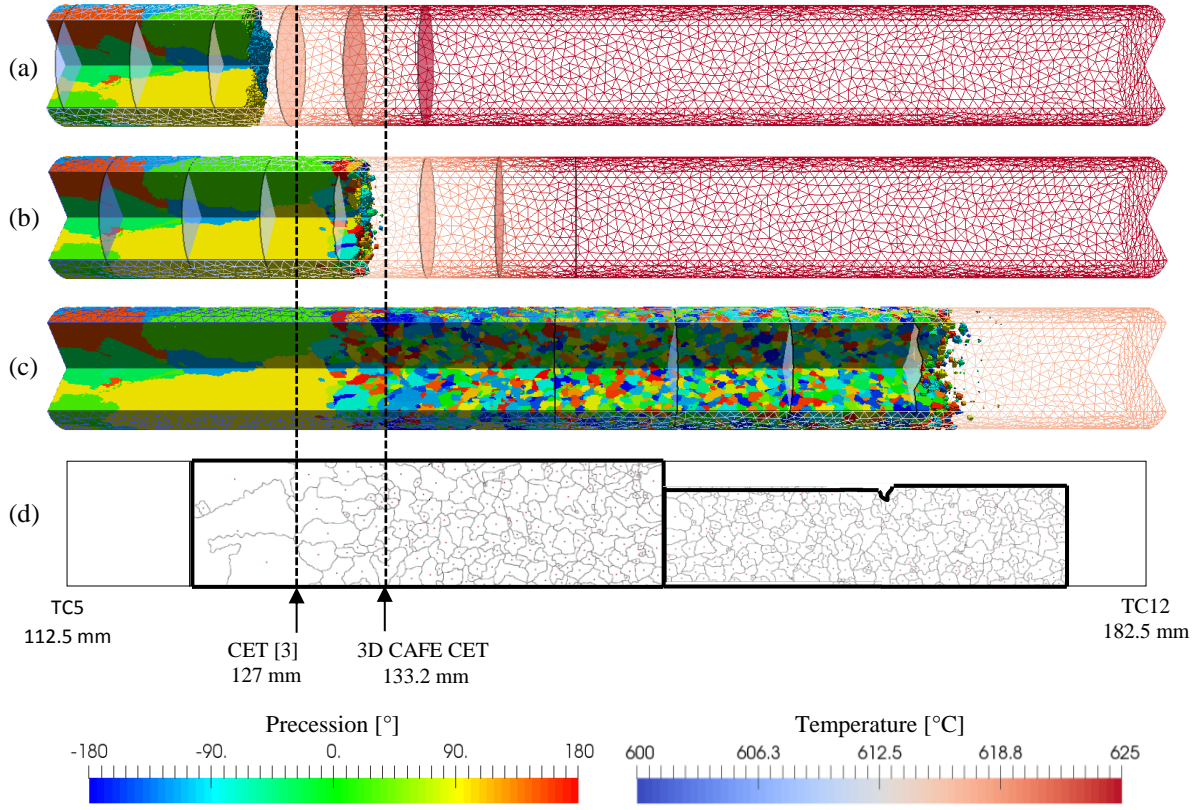 (a)
(b)
(c)
(d)
TC5
112.5 mm
TC12
182.5 mm
CET [3]
127 mm
3D CAFE CET
133.2 mm
Precession [°]
-180 -90. 0. 90. 180
Temperature [°C]
600 606.3 612.5 618.8 625